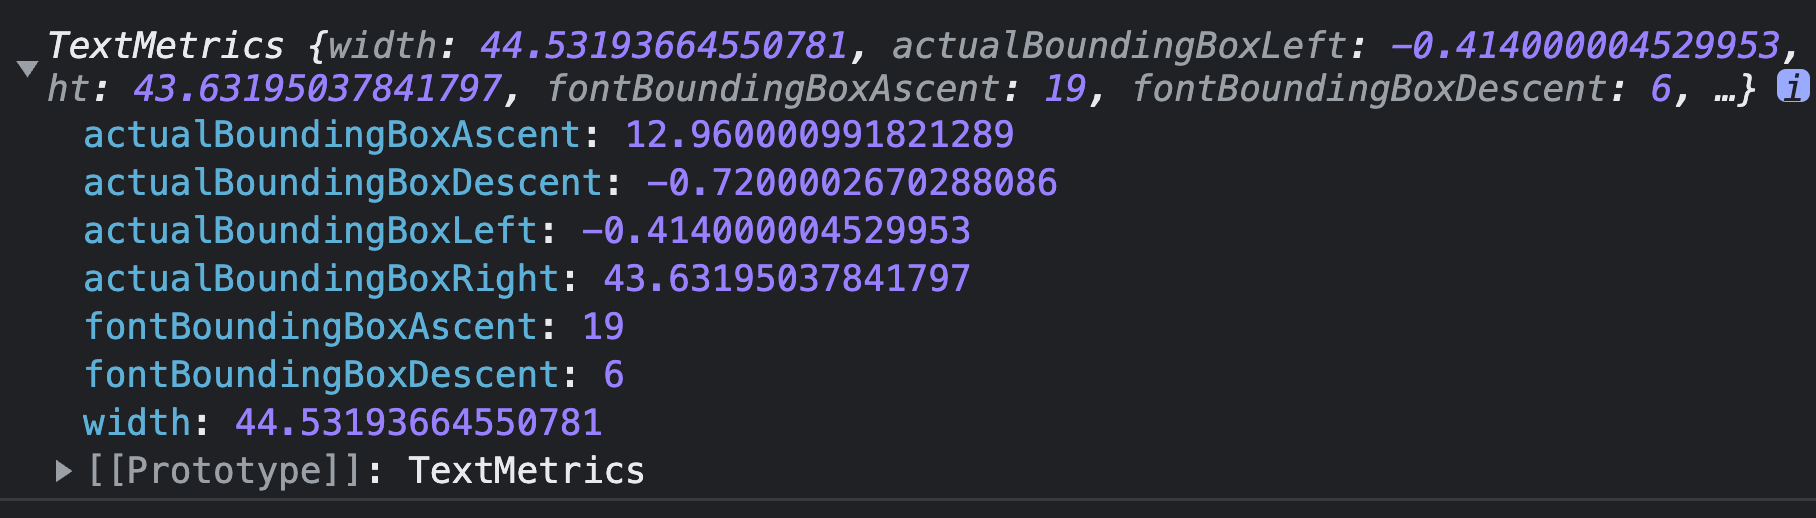 TextMetrics {width: 44.53193664550781, actualBoundingBoxLeft: -0.414000004529953,
ht: 43.63195037841797, fontBoundingBoxAscent: 19, fontBoundingBoxDescent: 6, …} i
actualBoundingBoxAscent: 12.960000991821289
actualBoundingBoxDescent: -0.7200002670288086
actualBoundingBoxLeft: -0.414000004529953
actualBoundingBoxRight: 43.63195037841797
fontBoundingBoxAscent: 19
fontBoundingBoxDescent: 6
width: 44.53193664550781
[[Prototype]]: TextMetrics